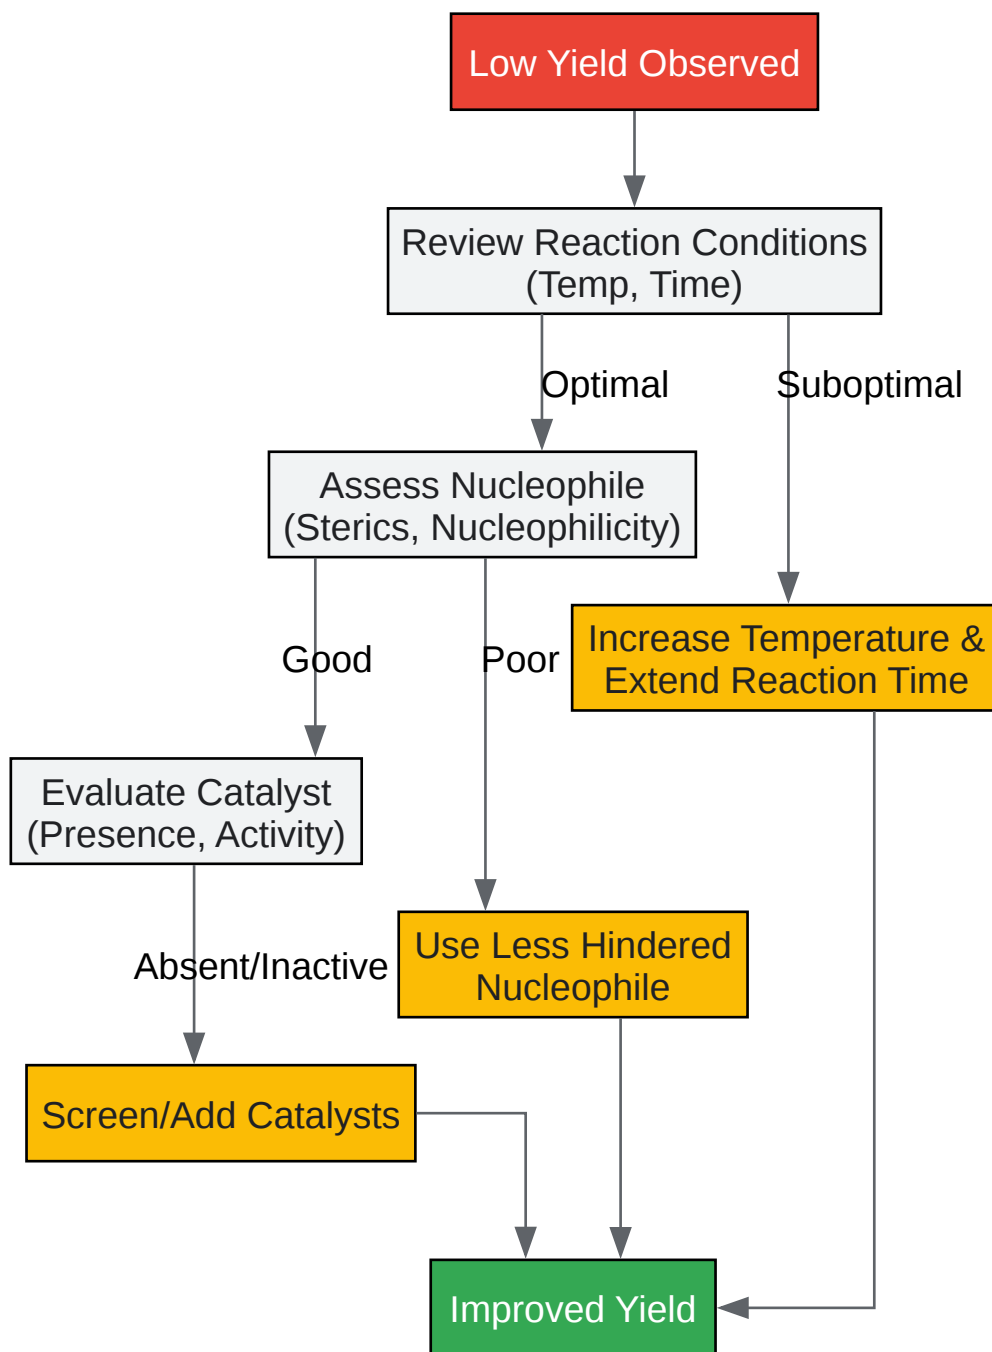 Low Yield Observed
Review Reaction Conditions
(Temp, Time)
Optimal
Suboptimal
Assess Nucleophile
(Sterics, Nucleophilicity)
Increase Temperature &
Extend Reaction Time
Good
Poor
Evaluate Catalyst
(Presence, Activity)
Use Less Hindered
Nucleophile
Absent/Inactive
Screen/Add Catalysts
Improved Yield